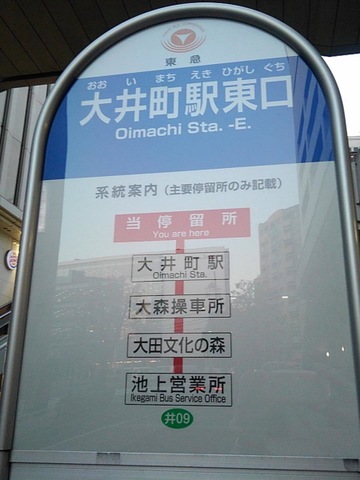 東急
おお い まち えき ひがし ぐち
大井町駅東口
Oimachi Sta. -E.
系統案内（主要停留所のみ記載）
当停留所
You are here
大井町駅
Oimachi Sta.
大森操車所
大田文化の森
池上営業所
Ikegami Bus Service Office
井09